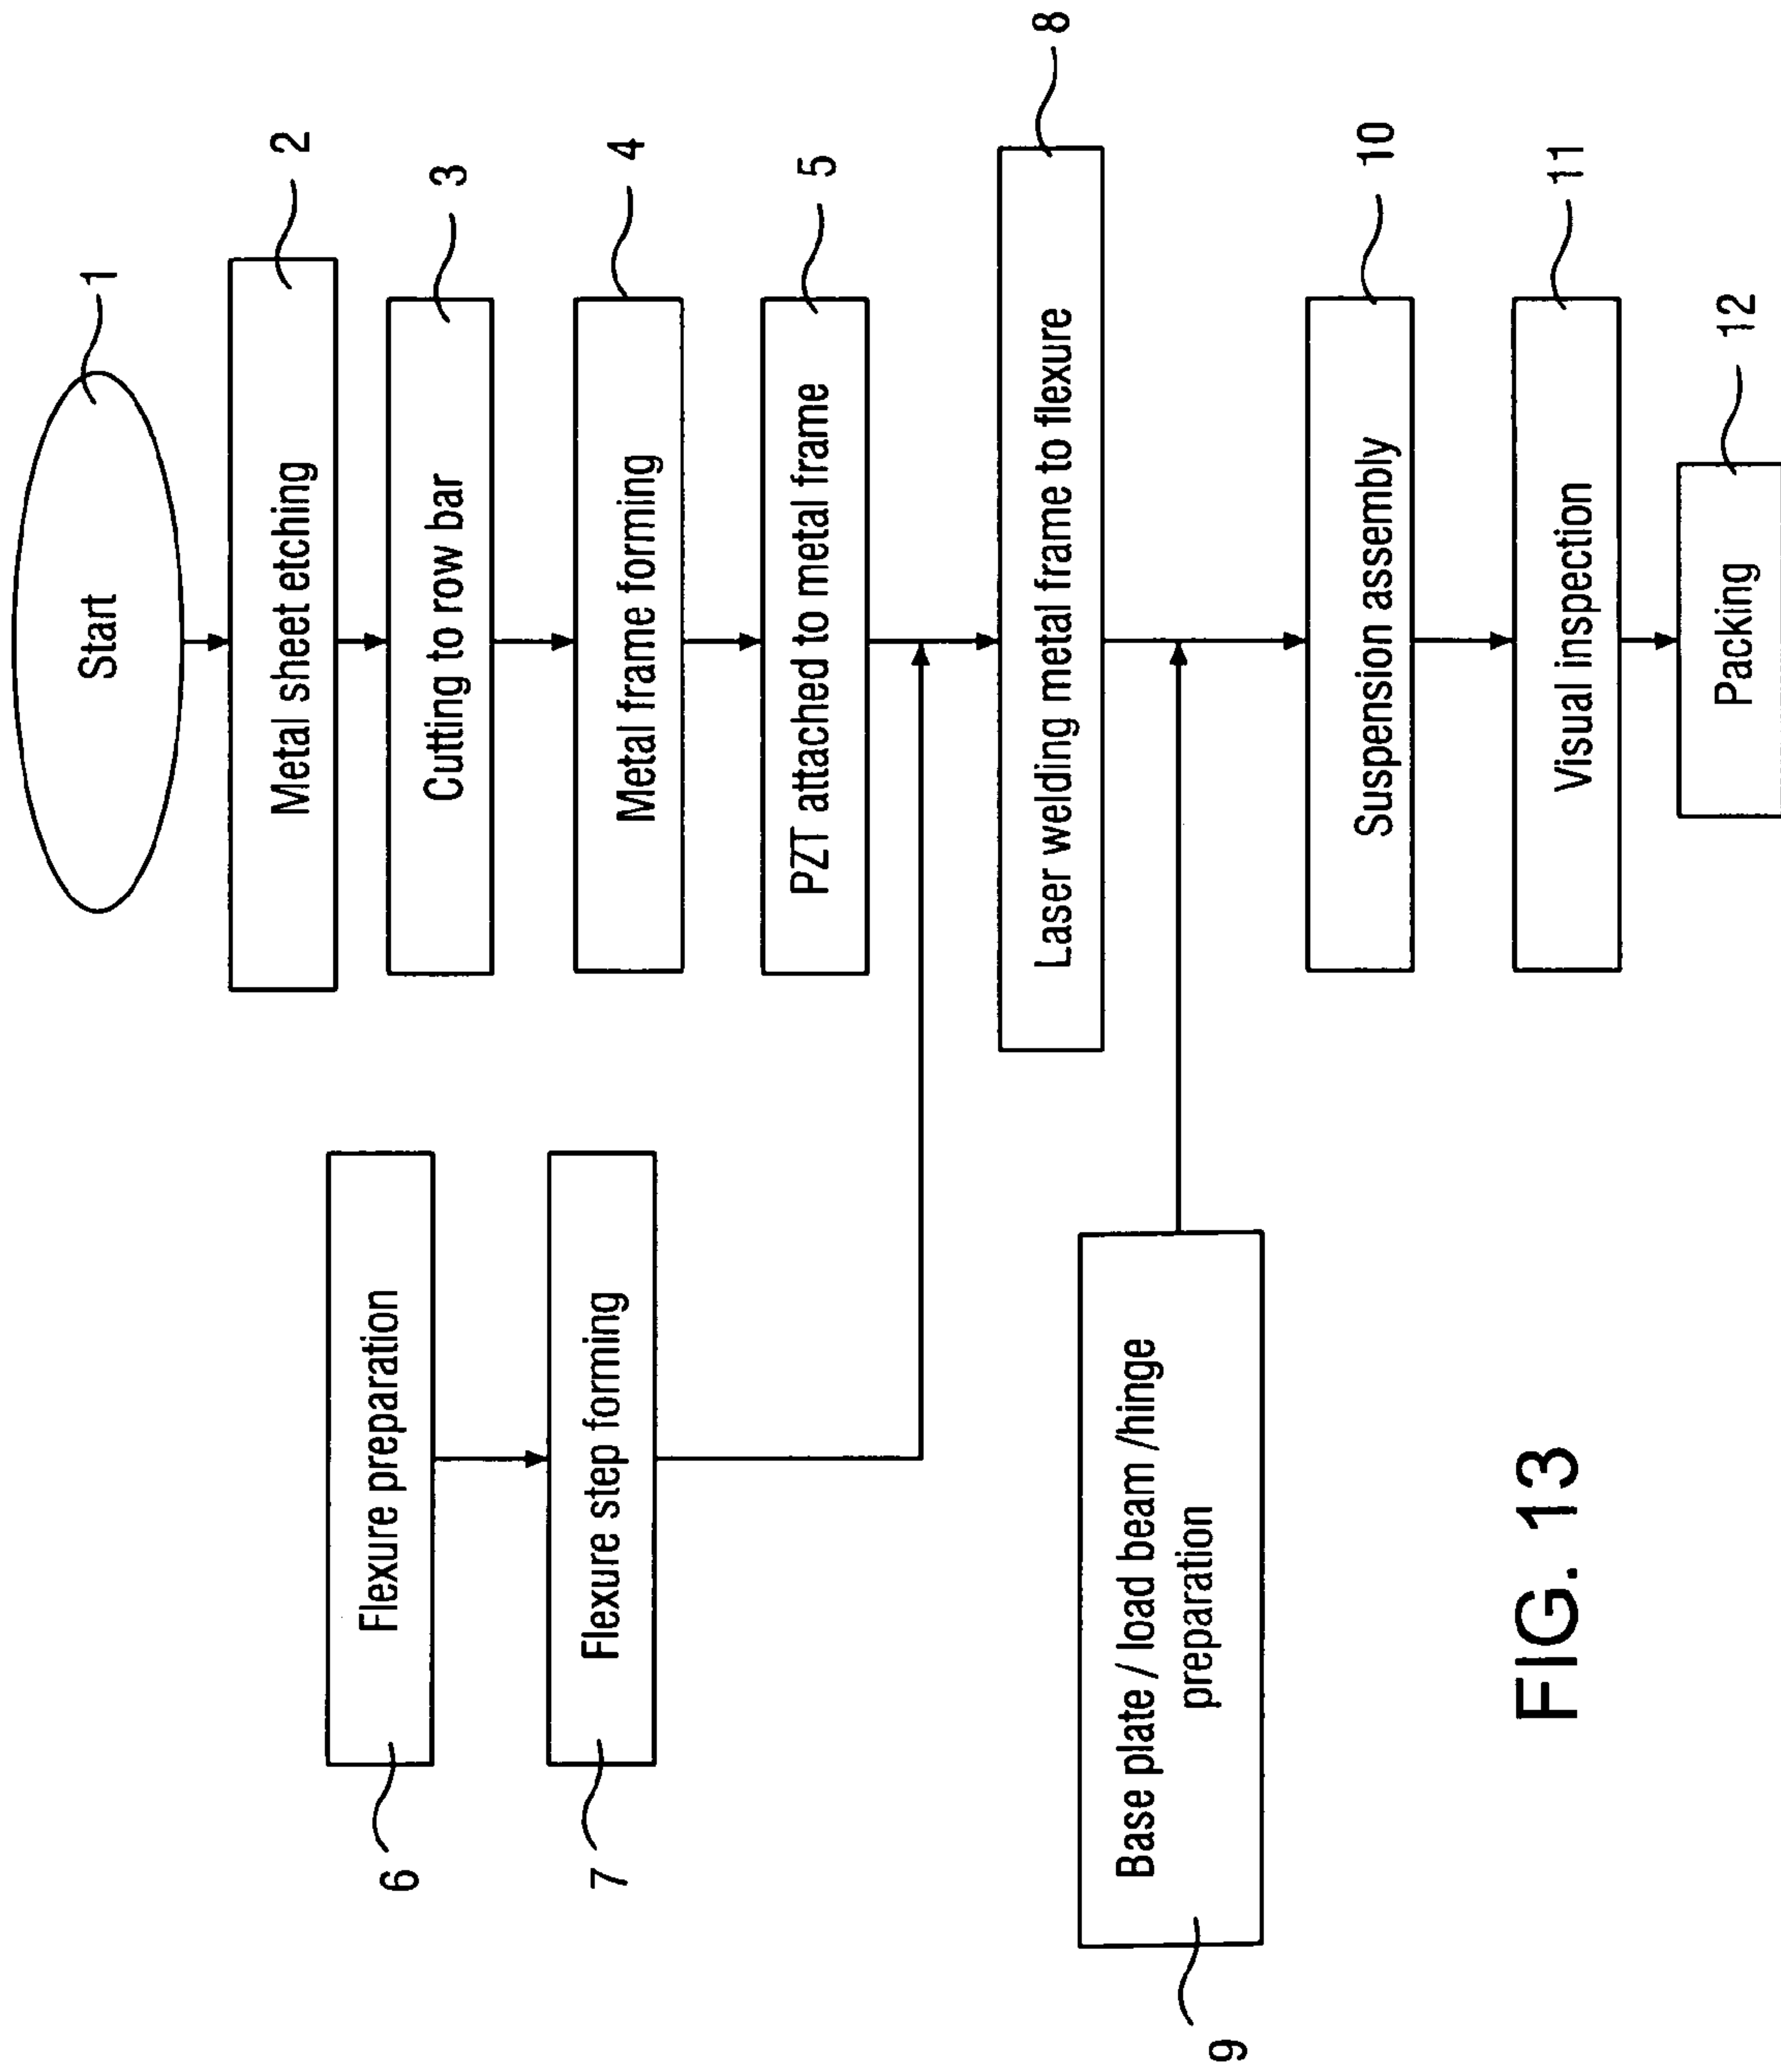 Start
1
Metal sheet etching
2
Cutting to row bar
3
Metal frame forming
4
PZT attached to metal frame
5
Flexure preparation
6
Flexure step forming
7
Laser welding metal frame to flexure
8
Base plate / load beam /hinge
preparation
9
Suspension assembly
10
Visual inspection
11
Packing
12
FIG. 13